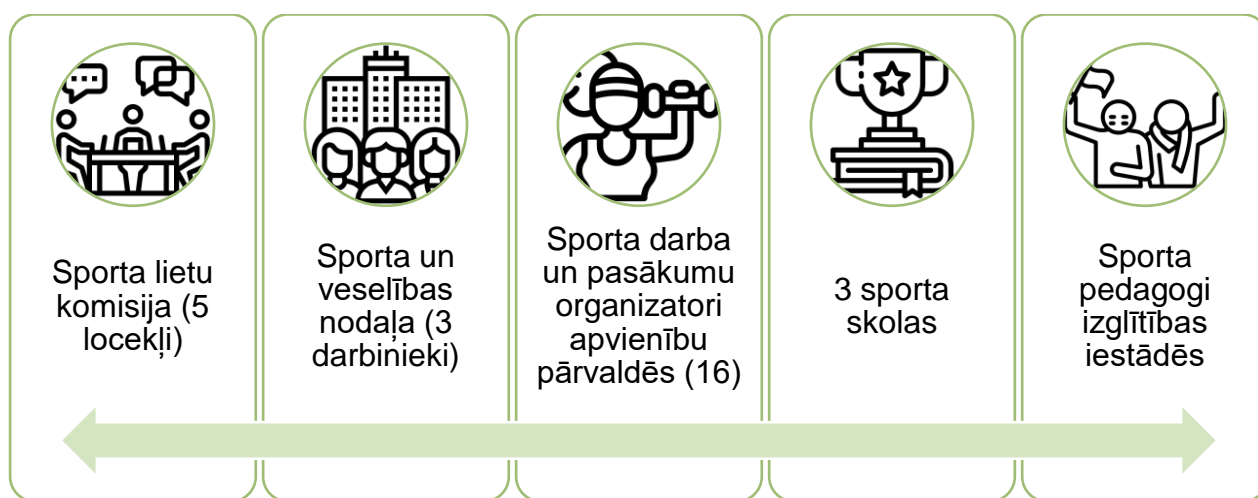 Sporta lietu
komisija (5
locekļi)
Sporta un
veselības
nodaļa (3
darbinieki)
Sporta darba
un pasākumu
organizatori
apvienību
pārvaldēs (16)
3 sporta
skolas
Sporta
pedagogi
izglītības
iestādēs